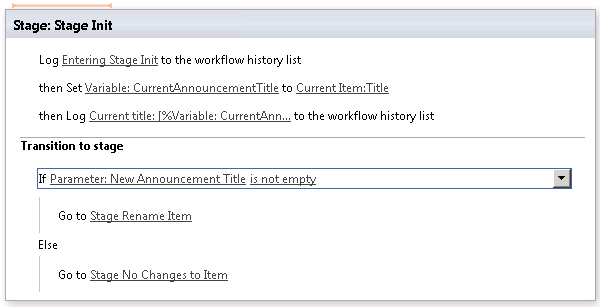 Stage: Stage Init
Log Entering Stage Init to the workflow history list
then Set Variable: CurrentAnnouncementTitle to Current Item:Title
then Log Current title: [%Variable: CurrentAnn... to the workflow history list
Transition to stage
If Parameter: New Announcement Title is not empty
Go to Stage Rename Item
Else
Go to Stage No Changes to Item